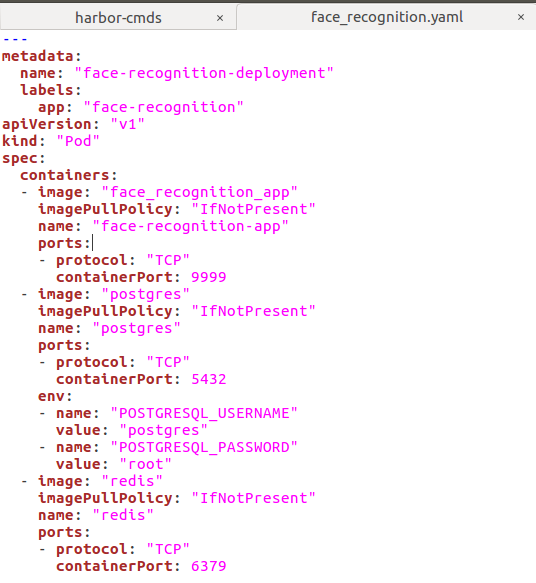 harbor-cmds × face_recognition.yaml ×
---
metadata:
  name: "face-recognition-deployment"
  labels:
    app: "face-recognition"
apiVersion: "v1"
kind: "Pod"
spec:
  containers:
  - image: "face_recognition_app"
    imagePullPolicy: "IfNotPresent"
    name: "face-recognition-app"
    ports:
    - protocol: "TCP"
      containerPort: 9999
  - image: "postgres"
    imagePullPolicy: "IfNotPresent"
    name: "postgres"
    ports:
    - protocol: "TCP"
      containerPort: 5432
    env:
    - name: "POSTGRESQL_USERNAME"
      value: "postgres"
    - name: "POSTGRESQL_PASSWORD"
      value: "root"
  - image: "redis"
    imagePullPolicy: "IfNotPresent"
    name: "redis"
    ports:
    - protocol: "TCP"
      containerPort: 6379